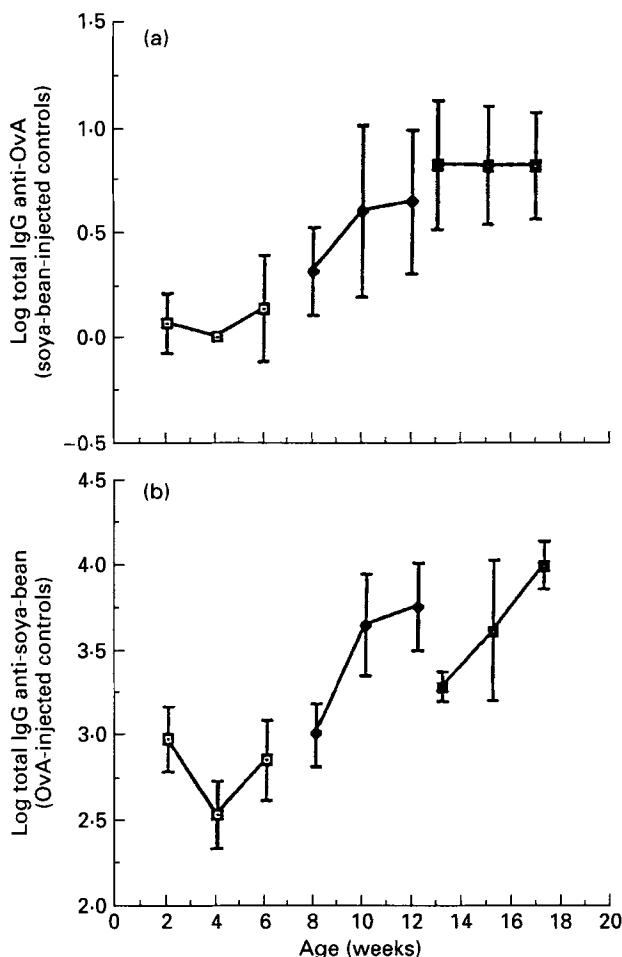 (a)
Log total IgG anti-OvA
(soya-bean-injected controls)
1·5
1·0
0·5
0·0
−0·5
(b)
Log total IgG anti-soya-bean
(OvA-injected controls)
4·5
4·0
3·5
3·0
2·5
2·0
0 2 4 6 8 10 12 14 16 18 20
Age (weeks)